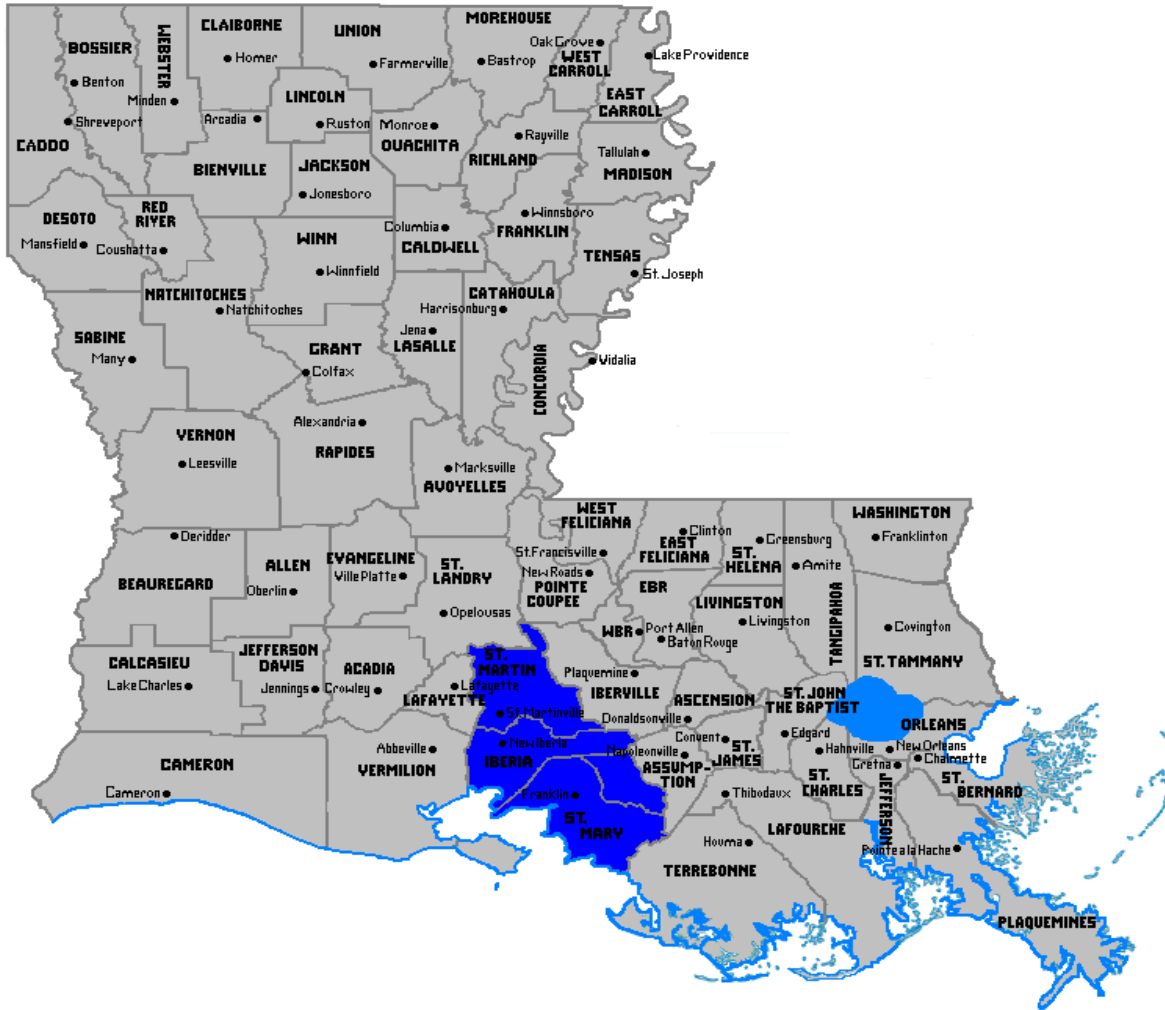 CLAIBORNE
UNION
MOREHOUSE
WEBSTER
BOSSIER
Oak Grove
WEST
CARROLL
Lake Providence
Homer
Farmerville
Bastrop
Benton
Minden
LINCOLN
EAST
CARROLL
Shreveport
Arcadia
Ruston
Monroe
OUACHITA
Rayville
RICHLAND
CADDO
BIENVILLE
JACKSON
Jonesboro
Tallulah
MADISON
DESOTO
Mansfield
RED
RIVER
Coushatta
WINN
Winnfield
Columbia
CALDWELL
Winnsboro
FRANKLIN
TENSAS
St. Joseph
NATCHITOCHES
Natchitoches
CATAHOULA
Harrisonburg
SABINE
Many
GRANT
Colfax
Jena
LASALLE
CONCORDIA
Vidalia
VERNON
Leesville
Alexandria
RAPIDES
Marksville
AVOYELLES
WEST
FELICIANA
St. Francisville
EAST
FELICIANA
Clinton
ST.
HELENA
Greensburg
WASHINGTON
Franklinton
Deridder
BEAUREGARD
ALLEN
Oberlin
EVANGELINE
Ville Platte
ST.
LANDRY
Opelousas
New Roads
POINTE
COUPEE
EBR
Amite
TANGIPAHOA
LIVINGSTON
Livingston
WBR
Port Allen
Baton Rouge
Covington
ST. TAMMANY
CALCASIEU
Lake Charles
JEFFERSON
DAVIS
Jennings
ACADIA
Crowley
LAFAYETTE
Lafayette
ST.
MARTIN
St. Martinville
Plaquemine
IBERVILLE
ASCENSION
Donaldsonville
ST. JOHN
THE BAPTIST
Edgard
ORLEANS
New Orleans
CAMERON
Cameron
Abbeville
VERMILION
New Iberia
IBERIA
Napoleonville
ASSUMP-
TION
Convent
ST.
JAMES
Hahnville
ST.
CHARLES
Gretna
JEFFERSON
Chalmette
ST.
BERNARD
Franklin
ST.
MARY
Thibodaux
LAFOURCHE
Houma
TERREBONNE
Pointe a la Hache
PLAQUEMINES